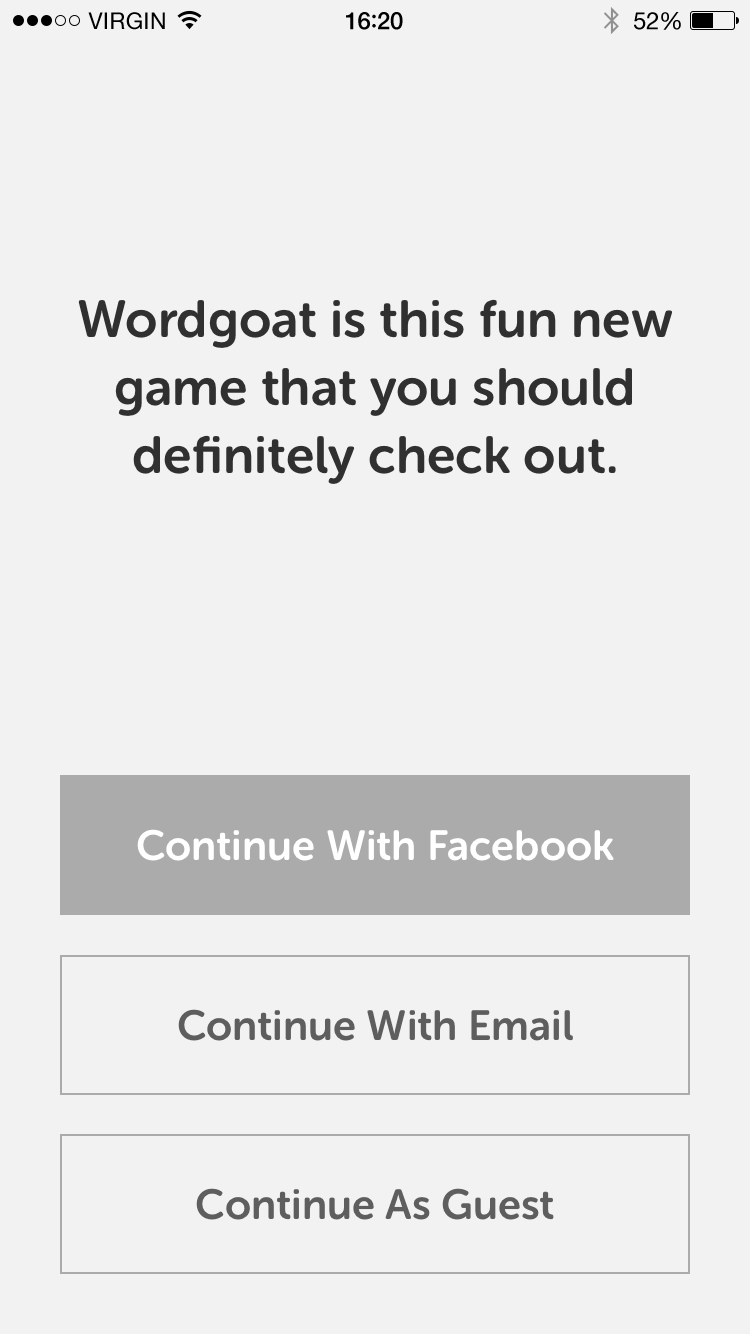 VIRGIN 16:20 52%
Wordgoat is this fun new
game that you should
definitely check out.
Continue With Facebook
Continue With Email
Continue As Guest